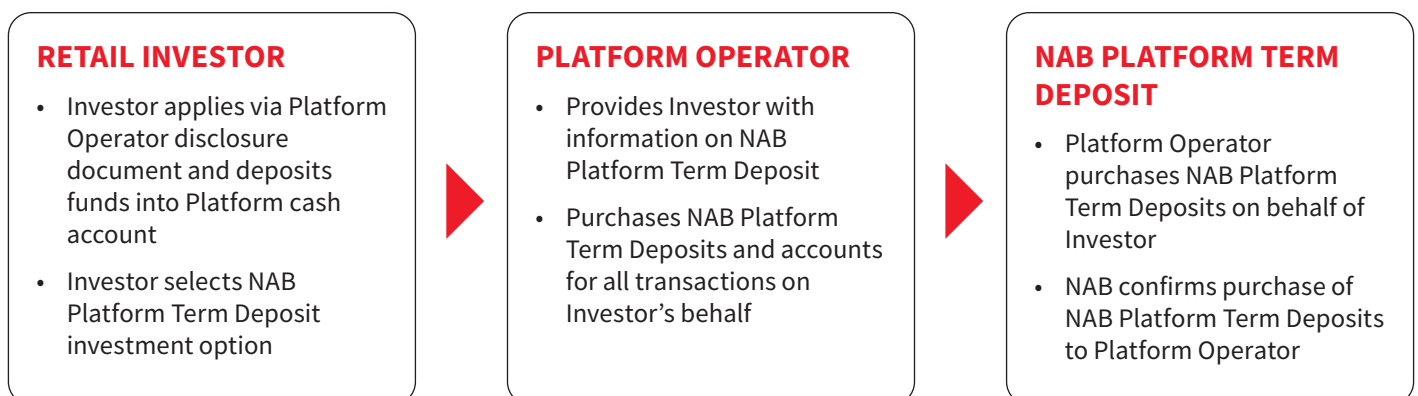 RETAIL INVESTOR
• Investor applies via Platform
Operator disclosure
document and deposits
funds into Platform cash
account
• Investor selects NAB
Platform Term Deposit
investment option
PLATFORM OPERATOR
• Provides Investor with
information on NAB
Platform Term Deposit
• Purchases NAB Platform
Term Deposits and accounts
for all transactions on
Investor’s behalf
NAB PLATFORM TERM
DEPOSIT
• Platform Operator
purchases NAB Platform
Term Deposits on behalf of
Investor
• NAB confirms purchase of
NAB Platform Term Deposits
to Platform Operator